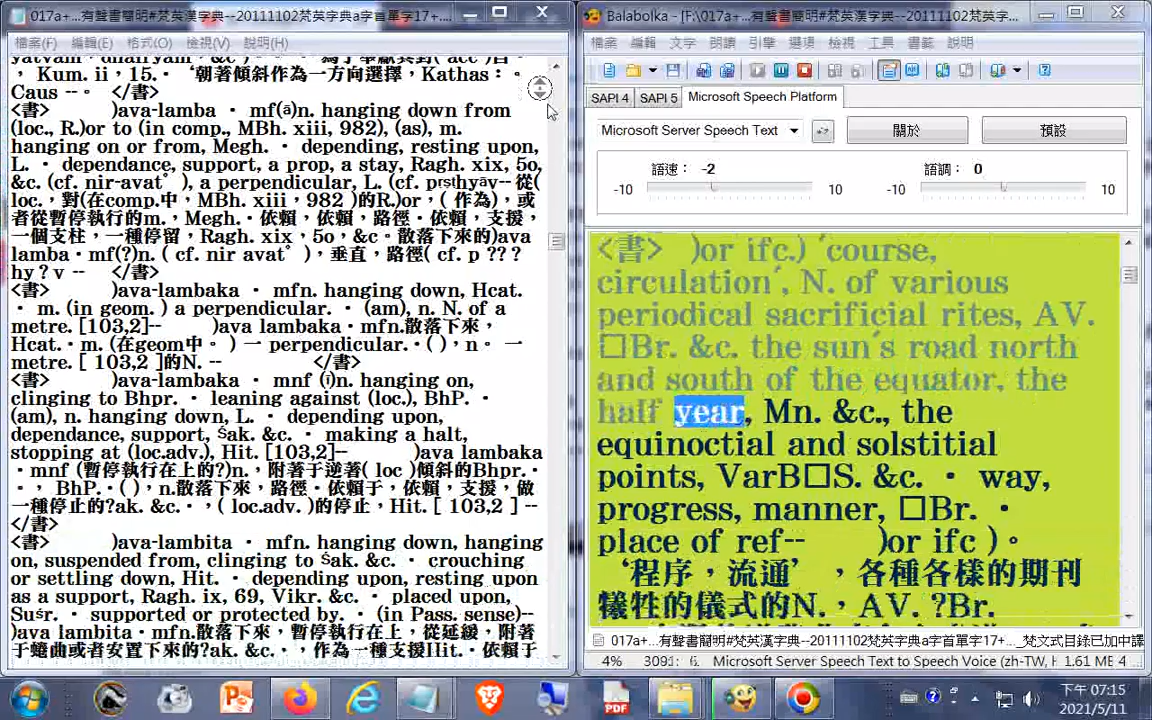 017a+...有聲書簡明#梵英漢字典--20111102梵英字典a字首單字17+...
檔案(F) 編輯(E) 格式(O) 檢視(V) 說明(H)
， Kum. ii，15.‧‘朝著傾斜作為一方向選擇，Kathas：。
Caus --。 </書>
<書> )ava-lamba ‧ mf(ā)n. hanging down from
(loc., R.)or to (in comp., MBh. xiii, 982), (as), m.
hanging on or from, Megh. ‧ depending, resting upon,
L. ‧ dependance, support, a prop, a stay, Ragh. xix, 5o,
&c. (cf. nir-avat゜), a perpendicular, L. (cf. pṛṣṭhyāv--從(
loc.，對(在comp.中，MBh. xiii，982 )的R.)or，( 作為)，或
者從暫停執行的m.，Megh.‧依賴，依賴，路徑‧依賴，支援，
一個支柱，一種停留，Ragh. xix，5o，&c。散落下來的)ava
lamba‧mf(?)n. ( cf. nir avat゜)，垂直，路徑( cf. p ?? ?
hy ? v -- </書>
<書> )ava-lambaka ‧ mfn. hanging down, Hcat.
‧ m. (in geom. ) a perpendicular. ‧ (am), n. N. of a
metre. [103,2]-- )ava lambaka‧mfn.散落下來，
Hcat.‧m. (在geom中。 ) 一 perpendicular.‧( )，n。 一
metre. [ 103,2 ]的N. -- </書>
<書> )ava-lambaka ‧ mnf (i)n. hanging on,
clinging to Bhpr. ‧ leaning against (loc.), BhP. ‧
(am), n. hanging down, L. ‧ depending upon,
dependance, support, Śak. &c. ‧ making a halt,
stopping at (loc.adv.), Hit. [103,2]-- )ava lambaka
‧mnf (暫停執行在上的?)n.，附著于逆著( loc )傾斜的Bhpr.‧
‧，BhP.‧( )，n.散落下來，路徑‧依賴于，依賴，支援，做
一種停止的?ak. &c.‧，( loc.adv. )的停止，Hit. [ 103,2 ] --
</書>
<書> )ava-lambita ‧ mfn. hanging down, hanging
on, suspended from, clinging to Śak. &c. ‧ crouching
or settling down, Hit. ‧ depending upon, resting upon
as a support, Ragh. ix, 69, Vikr. &c. ‧ placed upon,
Suśr. ‧ supported or protected by. ‧ (in Pass. sense)--
)ava lambita‧mfn.散落下來，暫停執行在上，從延緩，附著
于蜷曲或者安置下來的?ak. &c.‧，作為一種支援Hit.‧依賴于
Balabolka - [F:\017a+...有聲書簡明#梵英漢字典--20111102梵英字...
檔案 編輯 文字 朗讀 引擎 選項 檢視 工具 書籤 說明
SAPI 4 SAPI 5 Microsoft Speech Platform
Microsoft Server Speech Text 關於 預設
語速： -2 語調： 0
-10 10 -10 10
<書> )or ifc.) ′course,
circulation′, N. of various
periodical sacrificial rites, AV.
□Br. &c. the sun′s road north
and south of the equator, the
half year, Mn. &c., the
equinoctial and solstitial
points, VarB□S. &c. ‧ way,
progress, manner, □Br. ‧
place of ref-- )or ifc )。
‘程序，流通’，各種各樣的期刊
犧牲的儀式的N.，AV. ?Br.
017a+...有聲書簡明#梵英漢字典--20111102梵英字典a字首單字17+..._梵文式目錄已加中譯
4% 3091: 6. Microsoft Server Speech Text to Speech Voice (zh-TW, H 1.61 MB 4
PDF
下午 07:15
2021/5/11